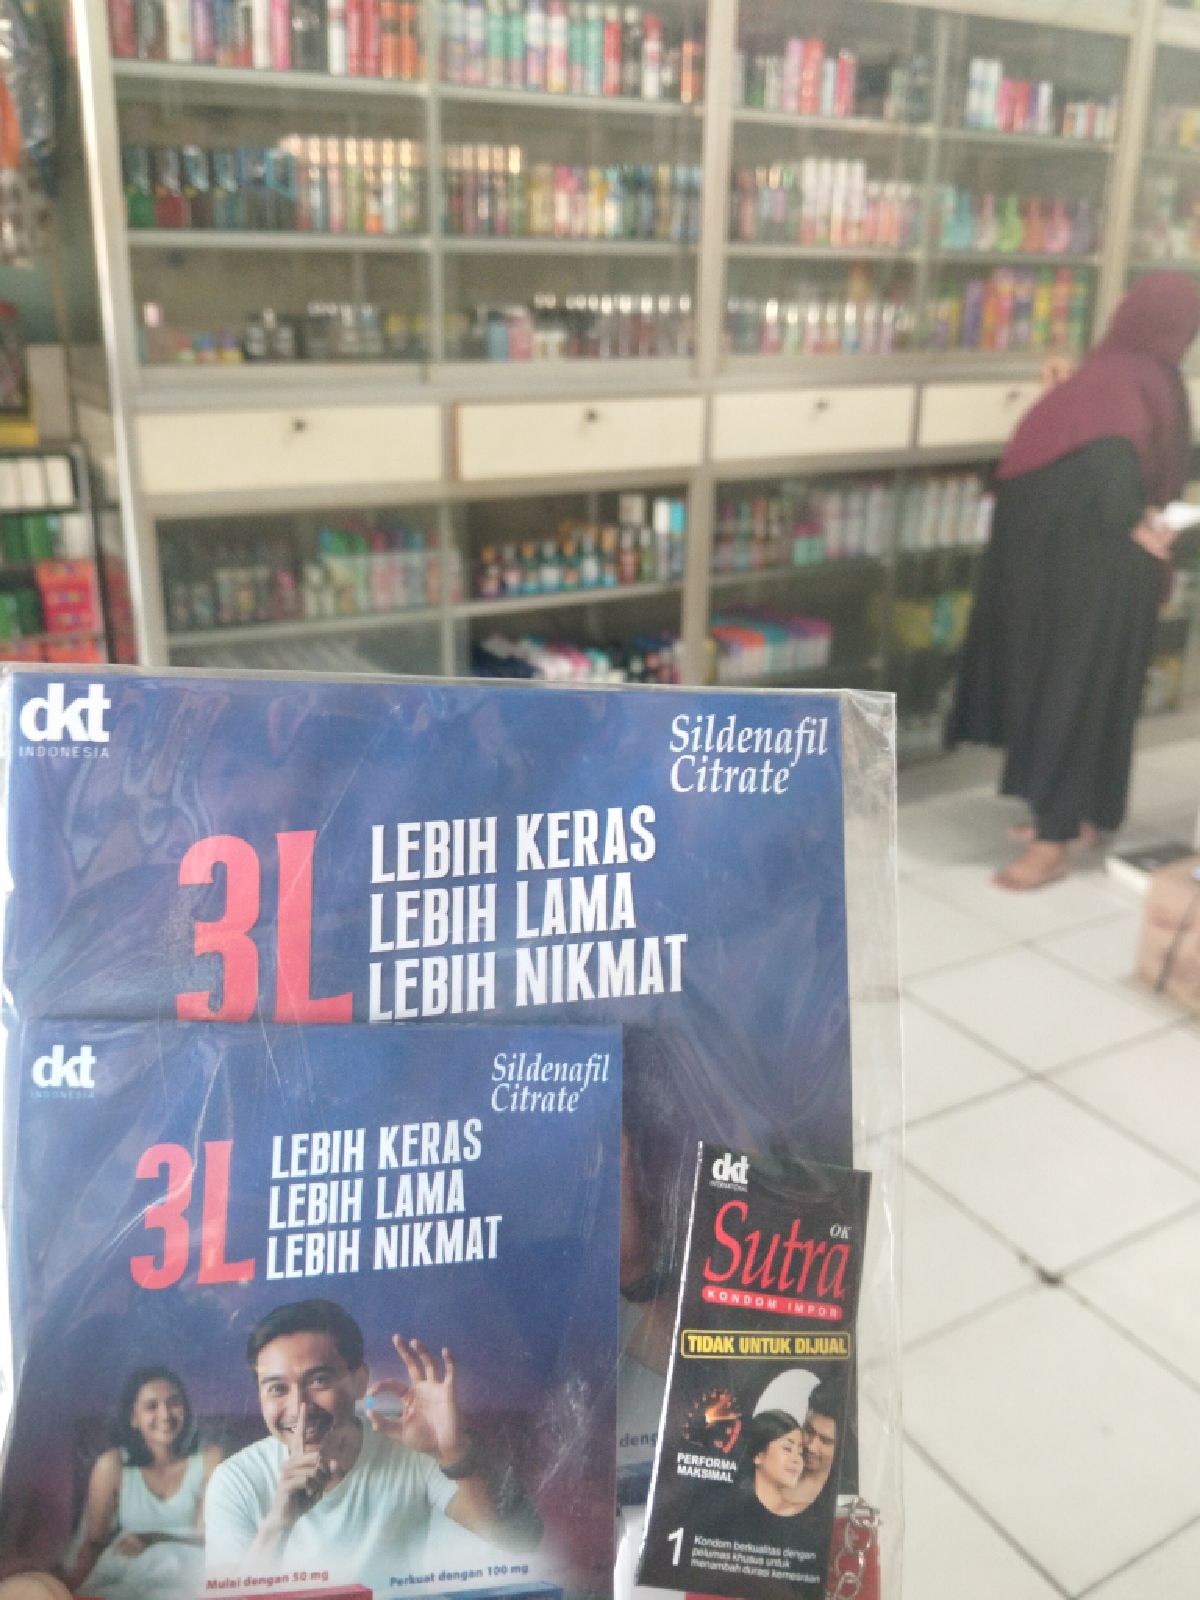 dkt
INDONESIA
Sildenafil
Citrate
3L
LEBIH KERAS
LEBIH LAMA
LEBIH NIKMAT
dkt
INDONESIA
Sildenafil
Citrate
3L
LEBIH KERAS
LEBIH LAMA
LEBIH NIKMAT
Mulai dengan 50 mg
Perkuat dengan 100 mg
dkt
INTERNATIONAL
OK
Sutra
KONDOM IMPOR
TIDAK UNTUK DIJUAL
PERFORMA
MAKSIMAL
1
Kondom berkualitas dengan
pelumas khusus untuk
menambah durasi kemesraan